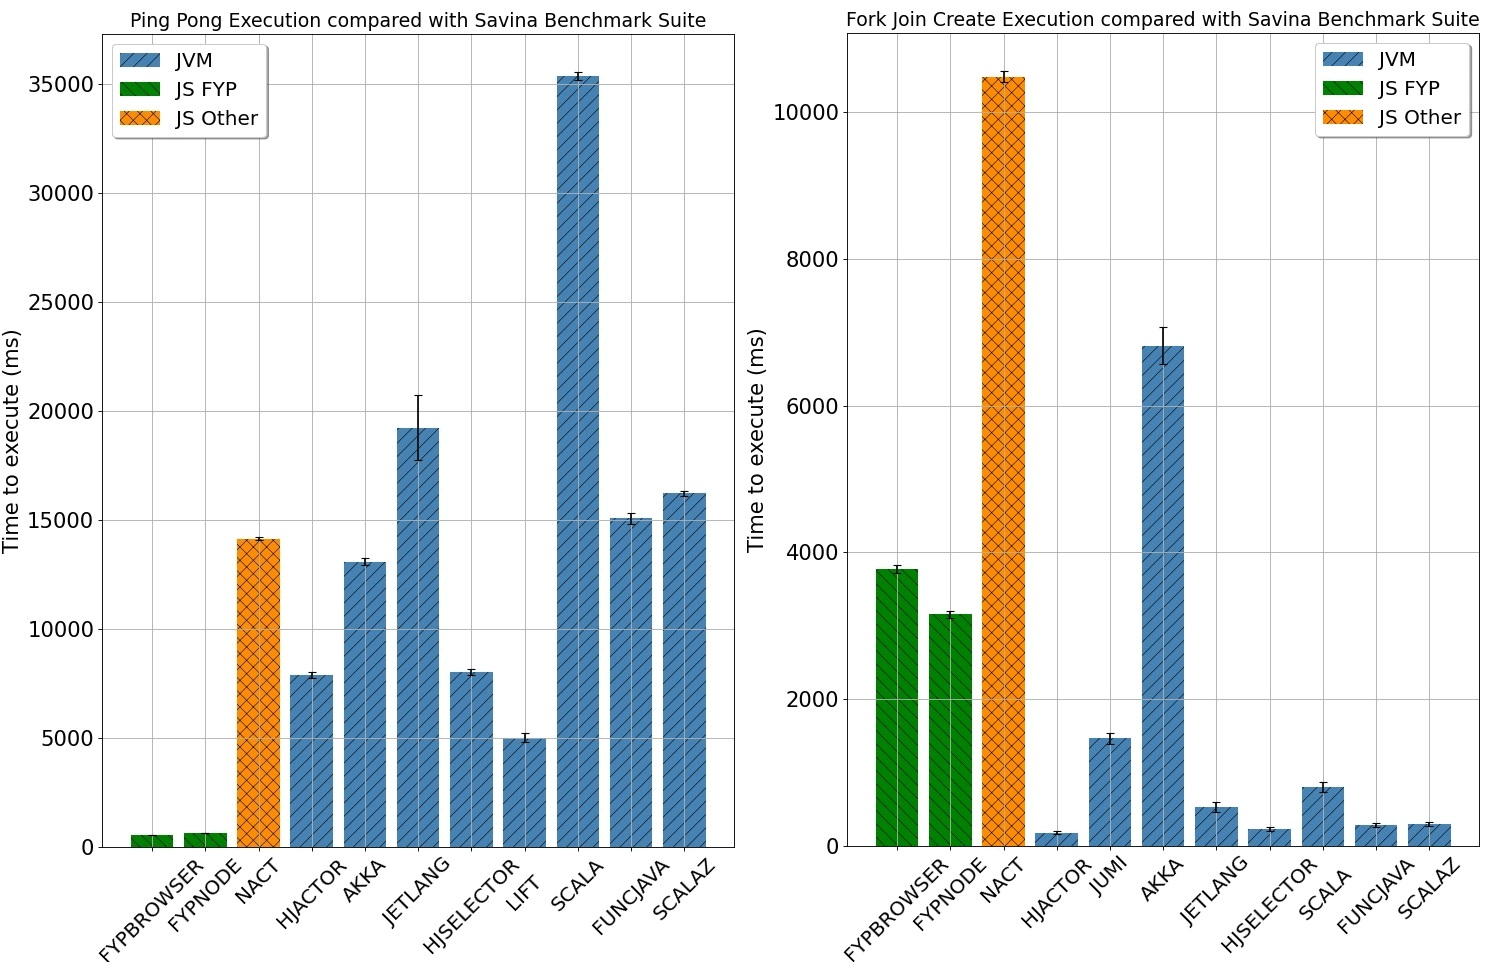 Ping Pong Execution compared with Savina Benchmark Suite
JVM
JS FYP
JS Other
Time to execute (ms)
35000
30000
25000
20000
15000
10000
5000
0
FYPBROWSER
FYPNODE
NACT
HJACTOR
AKKA
JETLANG
HJSELECTOR
LIFT
SCALA
FUNCJAVA
SCALAZ
Fork Join Create Execution compared with Savina Benchmark Suite
JVM
JS FYP
JS Other
Time to execute (ms)
10000
8000
6000
4000
2000
0
FYPBROWSER
FYPNODE
NACT
HJACTOR
JUMI
AKKA
JETLANG
HJSELECTOR
SCALA
FUNCJAVA
SCALAZ